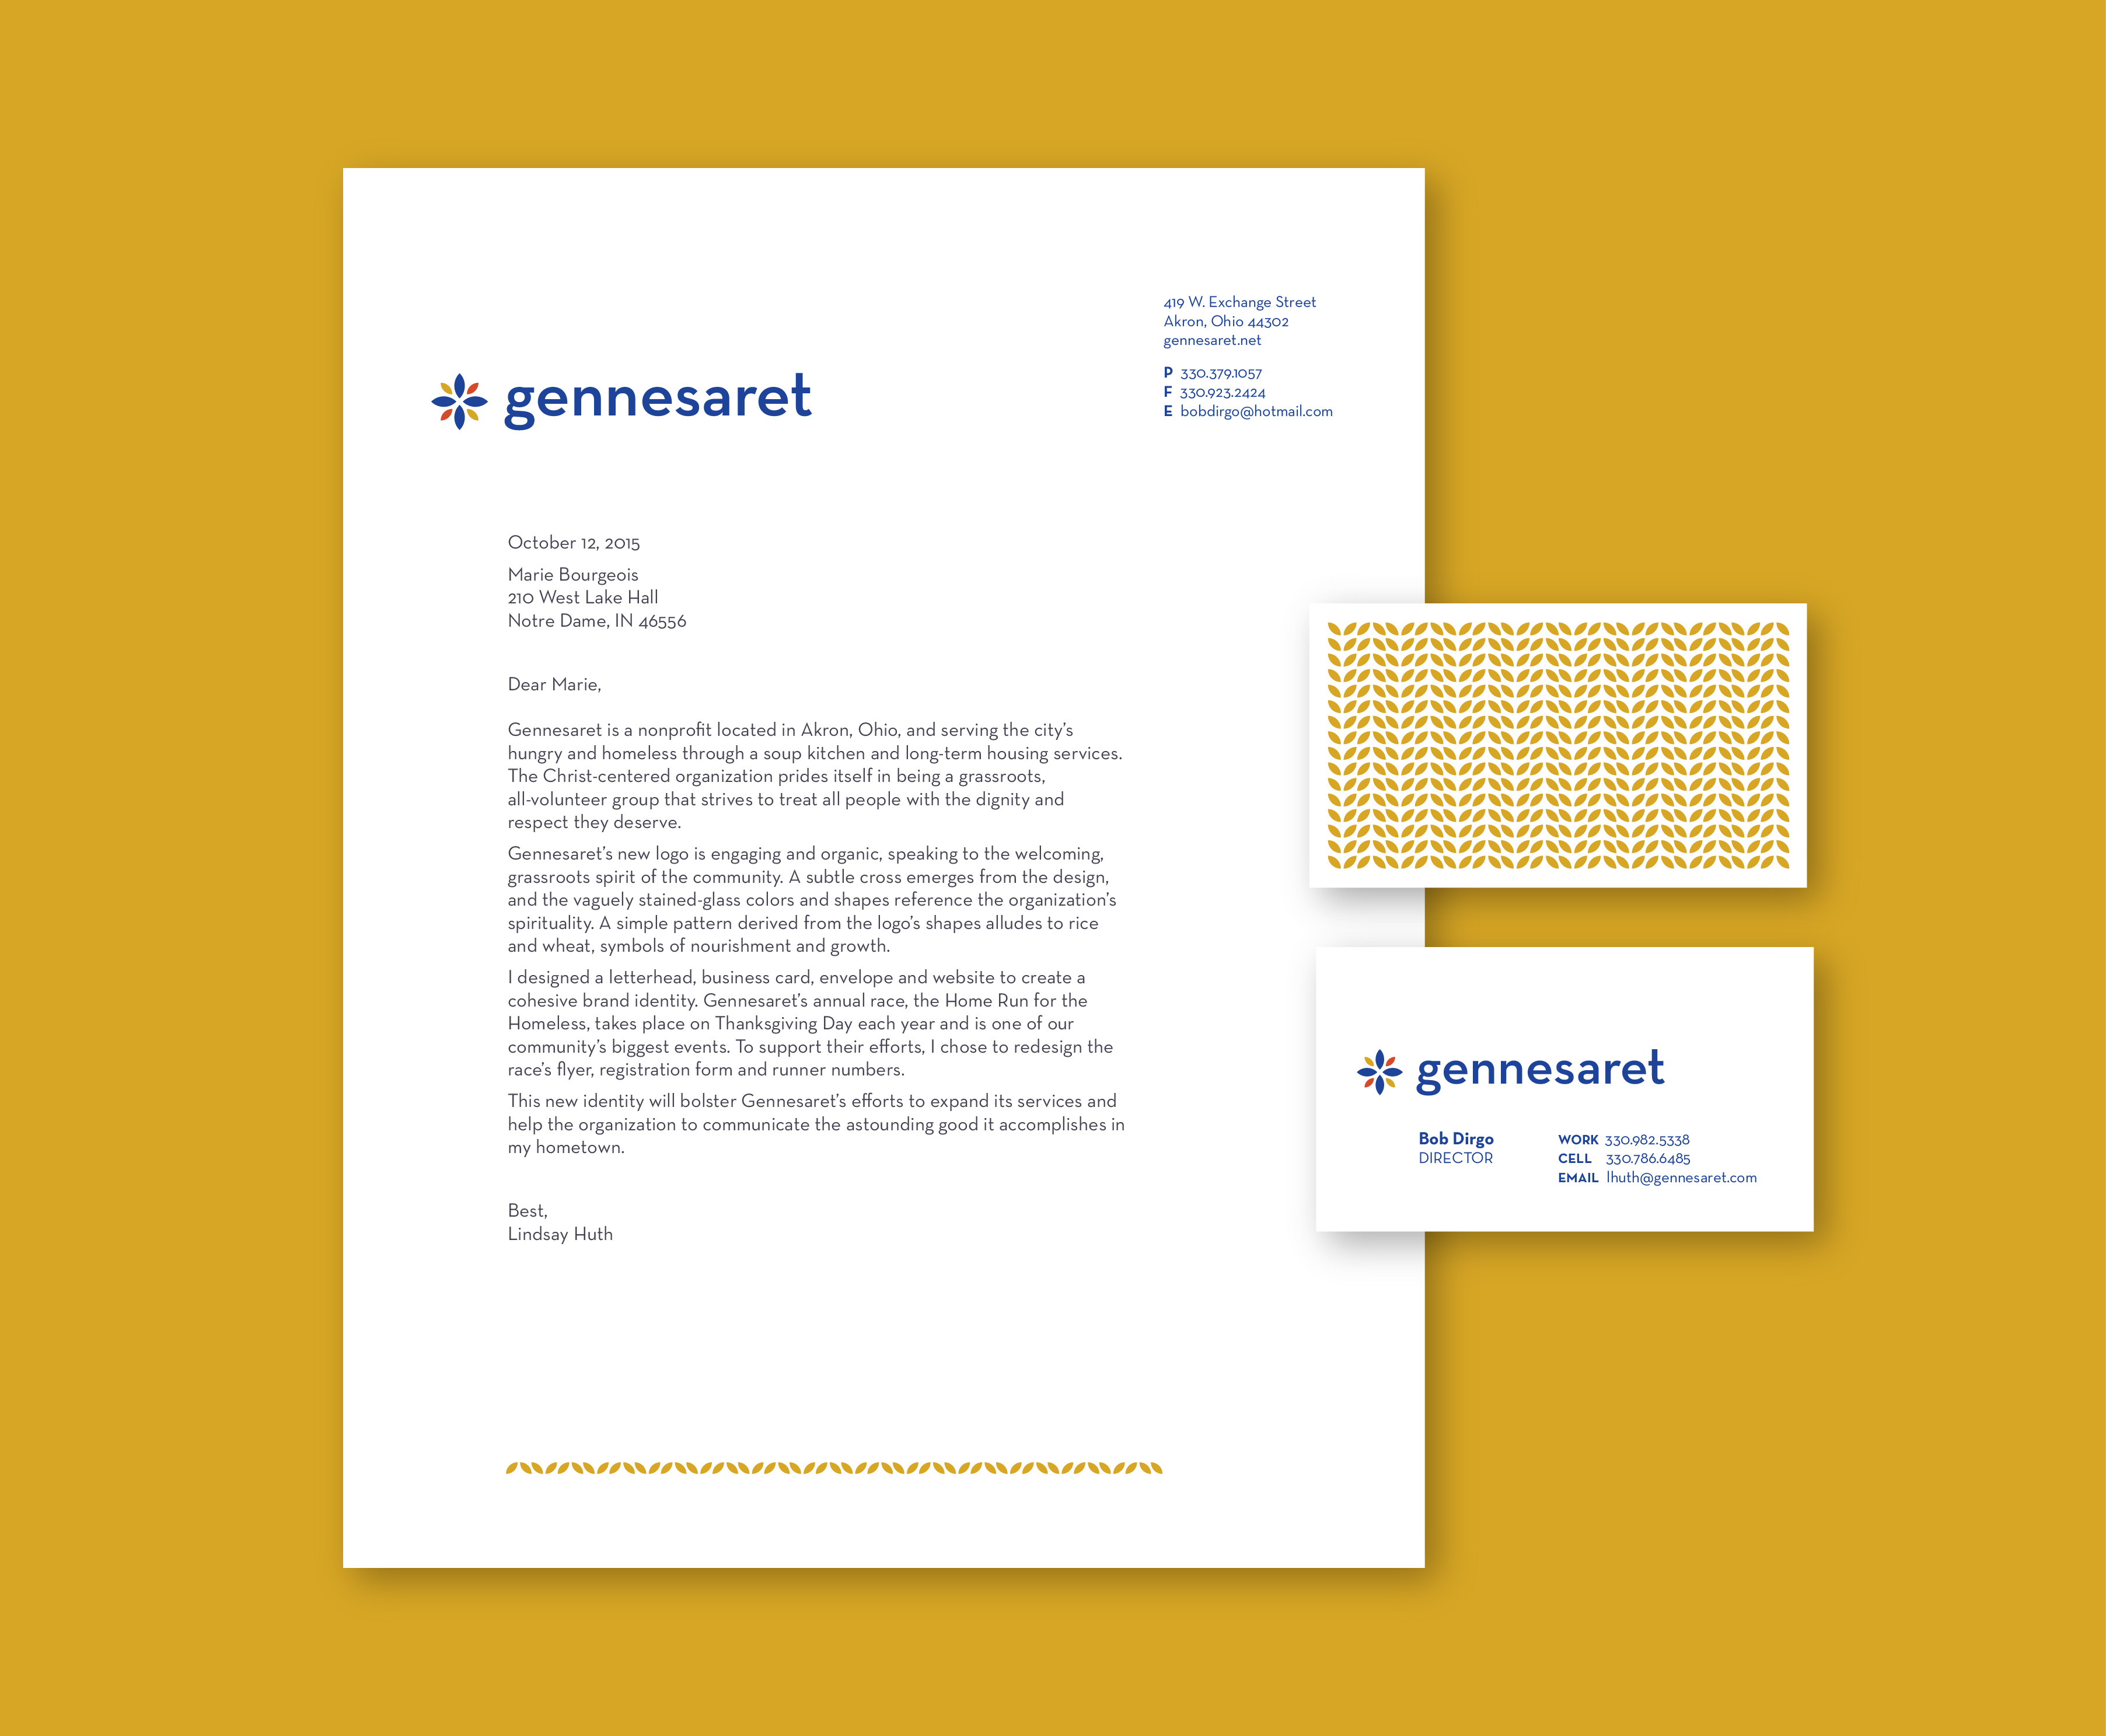 419 W. Exchange Street
Akron, Ohio 44302
gennesaret.net
P 330.379.1057
F 330.923.2424
E bobdirgo@hotmail.com
gennesaret
October 12, 2015
Marie Bourgeois
210 West Lake Hall
Notre Dame, IN 46556
Dear Marie,
Gennesaret is a nonprofit located in Akron, Ohio, and serving the city’s
hungry and homeless through a soup kitchen and long-term housing services.
The Christ-centered organization prides itself in being a grassroots,
all-volunteer group that strives to treat all people with the dignity and
respect they deserve.
Gennesaret’s new logo is engaging and organic, speaking to the welcoming,
grassroots spirit of the community. A subtle cross emerges from the design,
and the vaguely stained-glass colors and shapes reference the organization’s
spirituality. A simple pattern derived from the logo’s shapes alludes to rice
and wheat, symbols of nourishment and growth.
I designed a letterhead, business card, envelope and website to create a
cohesive brand identity. Gennesaret’s annual race, the Home Run for the
Homeless, takes place on Thanksgiving Day each year and is one of our
community’s biggest events. To support their efforts, I chose to redesign the
race’s flyer, registration form and runner numbers.
This new identity will bolster Gennesaret’s efforts to expand its services and
help the organization to communicate the astounding good it accomplishes in
my hometown.
Best,
Lindsay Huth
gennesaret
Bob Dirgo
DIRECTOR
WORK 330.982.5338
CELL 330.786.6485
EMAIL lhuth@gennesaret.com